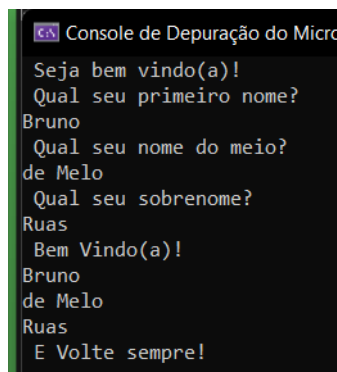 Console de Depuração do Micro
Seja bem vindo(a)!
Qual seu primeiro nome?
Bruno
Qual seu nome do meio?
de Melo
Qual seu sobrenome?
Ruas
Bem Vindo(a)!
Bruno
de Melo
Ruas
E Volte sempre!